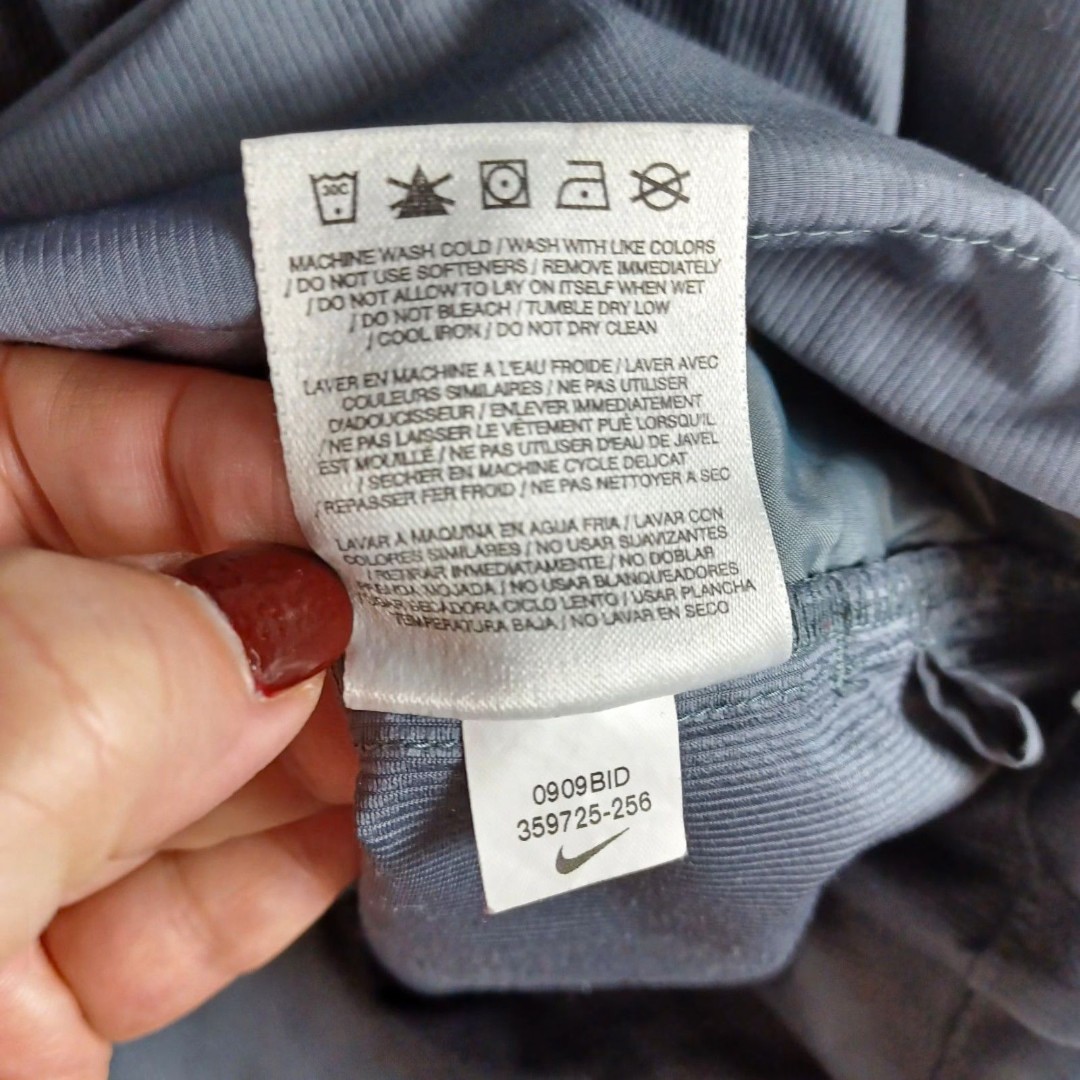 30C
MACHINE WASH COLD / WASH WITH LIKE COLORS
/ DO NOT USE SOFTENERS / REMOVE IMMEDIATELY
/ DO NOT ALLOW TO LAY ON ITSELF WHEN WET
/ DO NOT BLEACH / TUMBLE DRY LOW
/ COOL IRON / DO NOT DRY CLEAN
LAVER EN MACHINE A L'EAU FROIDE / LAVER AVEC
COULEURS SIMILAIRES / NE PAS UTILISER
D'ADOUCISSEUR / ENLEVER IMMEDIATEMENT
/ NE PAS LAISSER LE VÊTEMENT PLIÉ LORSQU'IL
EST MOUILLÉ / NE PAS UTILISER D'EAU DE JAVEL
/ SECHER EN MACHINE CYCLE DELICAT
/ REPASSER FER FROID / NE PAS NETTOYER A SEC
LAVAR A MAQUINA EN AGUA FRIA / LAVAR CON
COLORES SIMILARES / NO USAR SUAVIZANTES
/ RETIRAR IMMEDIATAMENTE / NO DOBLAR
MOJADA / NO USAR BLANQUEADORES
SECADORA CICLO LENTO / USAR PLANCHA
TEMPERATURA BAJA / NO LAVAR EN SECO
0909BID
359725-256